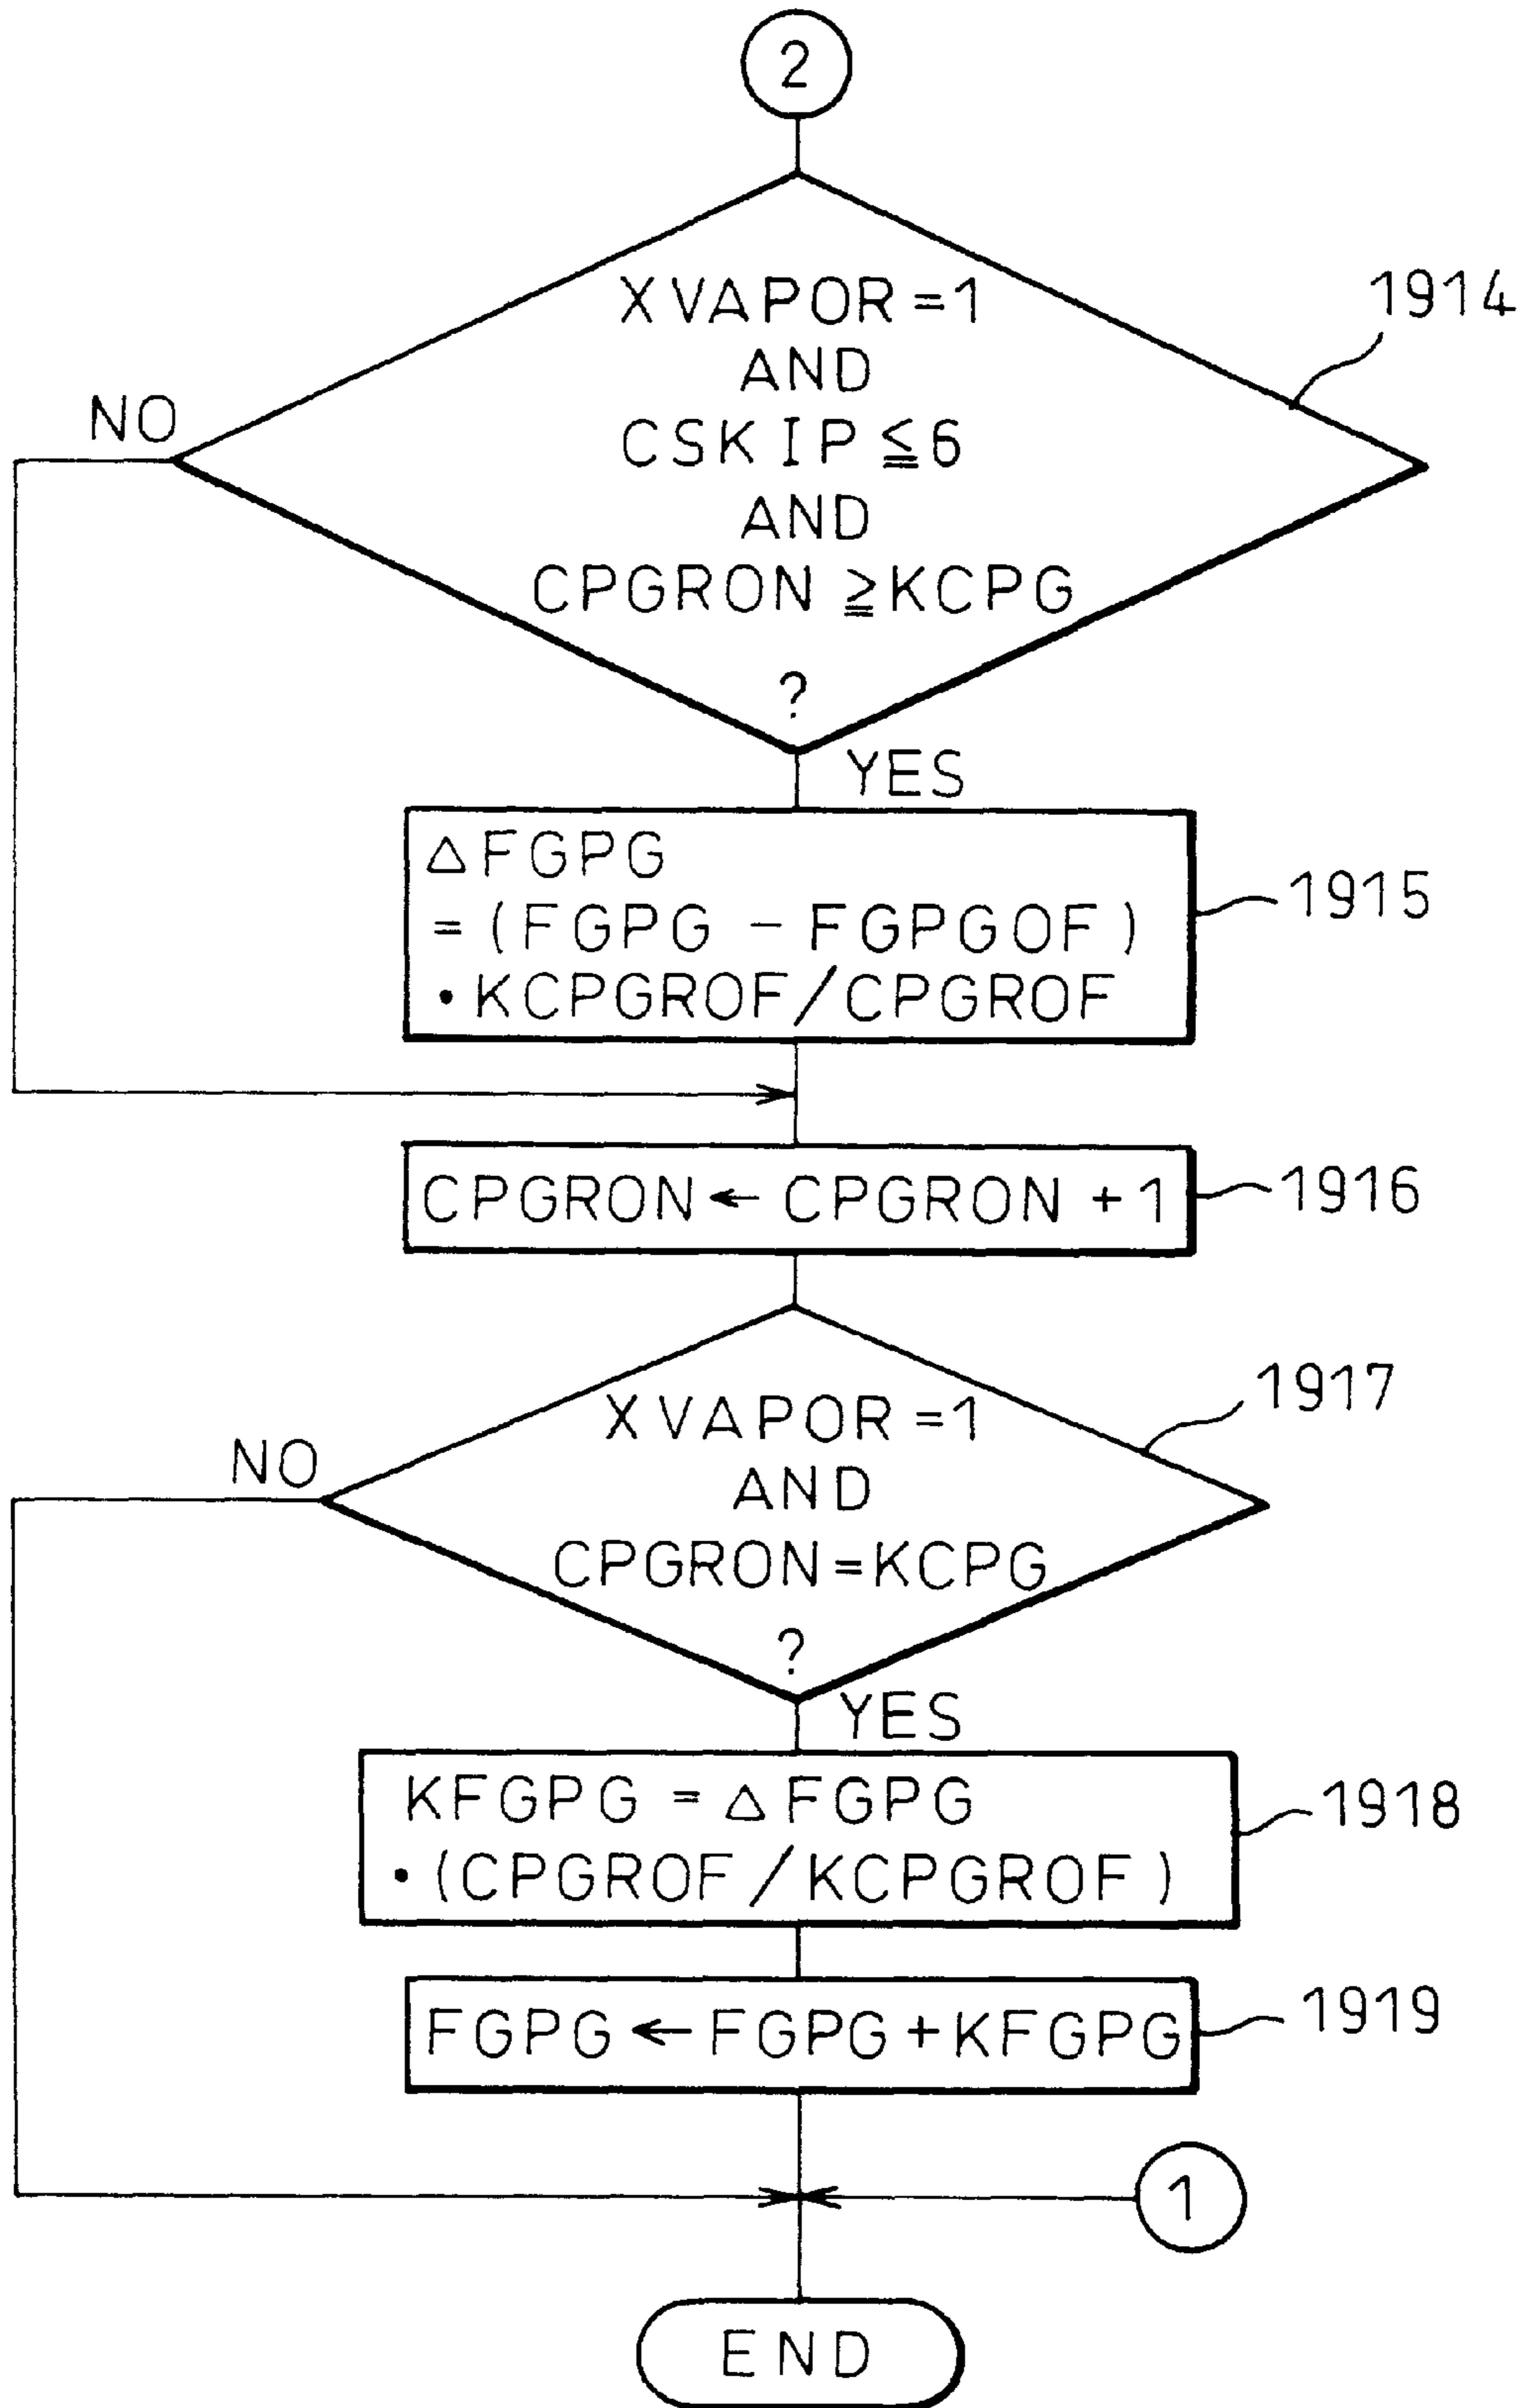 2
XVAPOR=1
1914
AND
NO
CSKIP≦6
AND
CPGRON≧KCPG
?
YES
△FGPG
=(FGPG-FGPGOF)
1915
•KCPGROF/CPGROF
CPGRON←CPGRON+1
1916
XVAPOR=1
1917
NO
AND
CPGRON=KCPG
?
YES
KFGPG=△FGPG
1918
•(CPGROF/KCPGROF)
FGPG←FGPG+KFGPG
1919
1
END